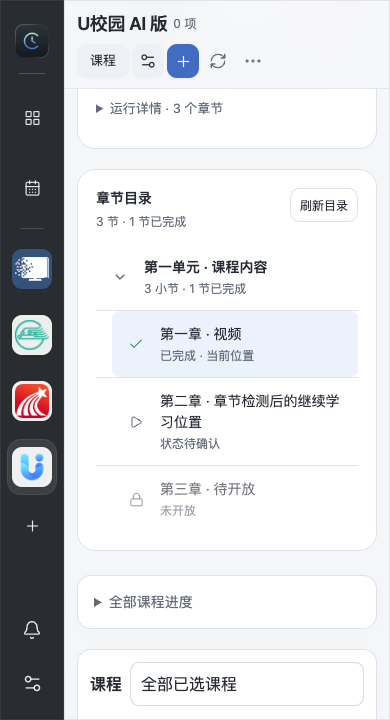 U校园 AI 版 0 项
课程
运行详情 · 3 个章节
章节目录
刷新目录
3 节 · 1 节已完成
第一单元 · 课程内容
3 小节 · 1 节已完成
第一章 · 视频
已完成 · 当前位置
第二章 · 章节检测后的继续学
习位置
状态待确认
第三章 · 待开放
未开放
全部课程进度
课程 全部已选课程